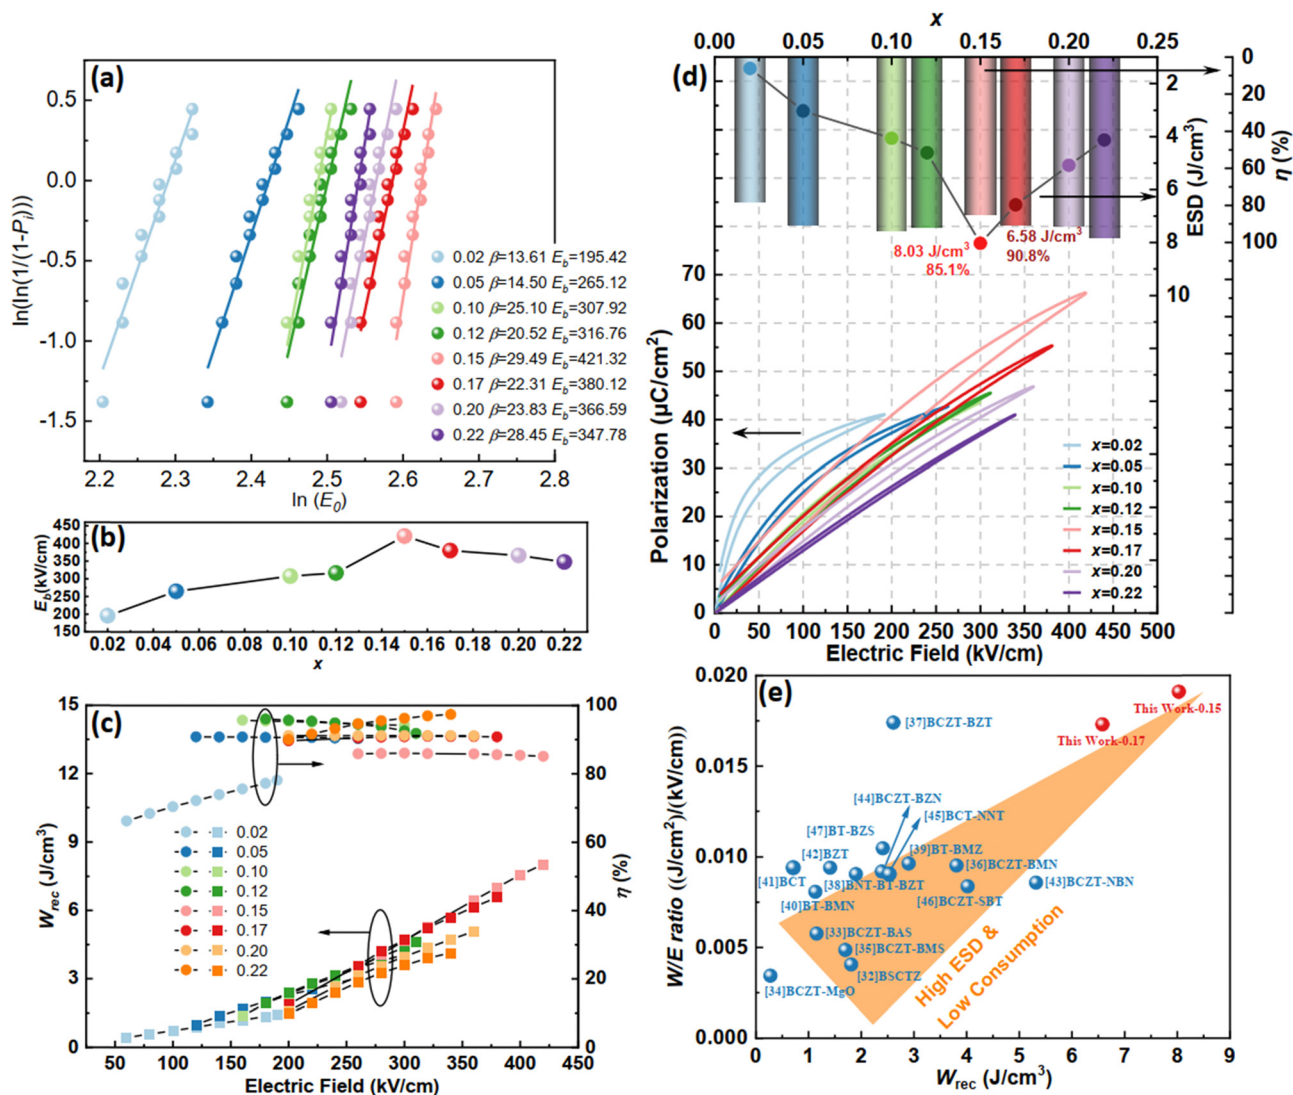 (a)
ln(ln(1/(1-Pi)))
0.5
0.0
-0.5
-1.0
-1.5
2.2 2.3 2.4 2.5 2.6 2.7 2.8
ln (E0)
0.02 β=13.61 Eb=195.42
0.05 β=14.50 Eb=265.12
0.10 β=25.10 Eb=307.92
0.12 β=20.52 Eb=316.76
0.15 β=29.49 Eb=421.32
0.17 β=22.31 Eb=380.12
0.20 β=23.83 Eb=366.59
0.22 β=28.45 Eb=347.78
(b)
Eb(kV/cm)
450
400
350
300
250
200
150
0.02 0.04 0.06 0.08 0.10 0.12 0.14 0.16 0.18 0.20 0.22
x
(c)
Wrec (J/cm³)
15
12
9
6
3
0
100
80
60
40
20
0
η (%)
0.02
0.05
0.10
0.12
0.15
0.17
0.20
0.22
50 100 150 200 250 300 350 400 450
Electric Field (kV/cm)
x
0.00 0.05 0.10 0.15 0.20 0.25
(d)
2
4
6
8
10
ESD (J/cm³)
0
20
40
60
80
100
η (%)
8.03 J/cm³
85.1%
6.58 J/cm³
90.8%
Polarization (μC/cm²)
70
60
50
40
30
20
10
0
x=0.02
x=0.05
x=0.10
x=0.12
x=0.15
x=0.17
x=0.20
x=0.22
0 50 100 150 200 250 300 350 400 450 500
Electric Field (kV/cm)
(e)
W/E ratio ((J/cm²)/(kV/cm))
0.020
0.015
0.010
0.005
0.000
This Work-0.15
[37]BCZT-BZT
This Work-0.17
[44]BCZT-BZN
[45]BCT-NNT
[47]BT-BZS
[42]BZT
[39]BT-BMZ
[36]BCZT-BMN
[41]BCT
[38]BNT-BT-BZT
[43]BCZT-NBN
[40]BT-BMN
[46]BCZT-SBT
[33]BCZT-BAS
[35]BCZT-BMS
[32]BSCTZ
[34]BCZT-MgO
High ESD &
Low Consumption
0 1 2 3 4 5 6 7 8 9
Wrec (J/cm³)